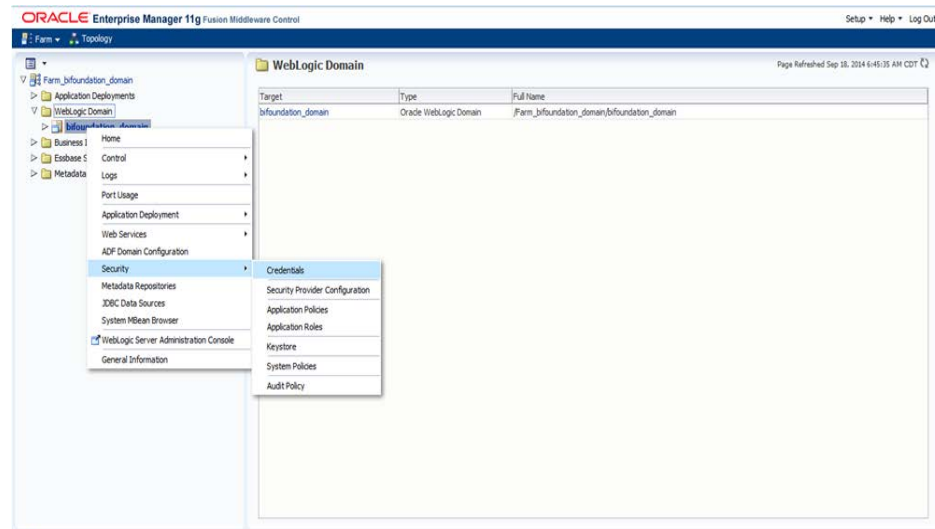 ORACLE Enterprise Manager 11g Fusion Middleware Control
Setup Help Log Out
Farm Topology
Farm_bifoundation_domain
Application Deployments
WebLogic Domain
bifoundation_domain
Business I
Essbase S
Metadata
Home
Control
Logs
Port Usage
Application Deployment
Web Services
ADF Domain Configuration
Security
Metadata Repositories
JDBC Data Sources
System MBean Browser
WebLogic Server Administration Console
General Information
Credentials
Security Provider Configuration
Application Policies
Application Roles
Keystore
System Policies
Audit Policy
WebLogic Domain
Page Refreshed Sep 18, 2014 6:45:35 AM CDT
Target Type Full Name
bifoundation_domain Oracle WebLogic Domain /Farm_bifoundation_domain/bifoundation_domain